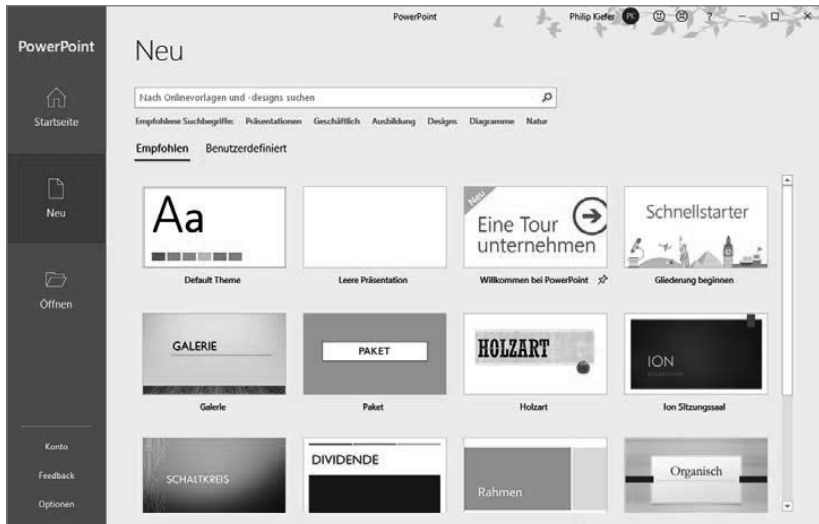 PowerPoint
Philip Kiefer PK ?
PowerPoint
Neu
Nach Onlinevorlagen und -designs suchen
Empfohlene Suchbegriffe: Präsentationen Geschäftlich Ausbildung Designs Diagramme Natur
Startseite
Empfohlen Benutzerdefiniert
Neu
Aa
Neu
Eine Tour
unternehmen
Schnellstarter
Default Theme
Leere Präsentation
Willkommen bei PowerPoint
Gliederung beginnen
Öffnen
GALERIE
PAKET
HOLZART
ION
Galerie
Paket
Holzart
Ion Sitzungssaal
Konto
Feedback
Optionen
SCHALTKREIS
DIVIDENDE
Rahmen
Organisch